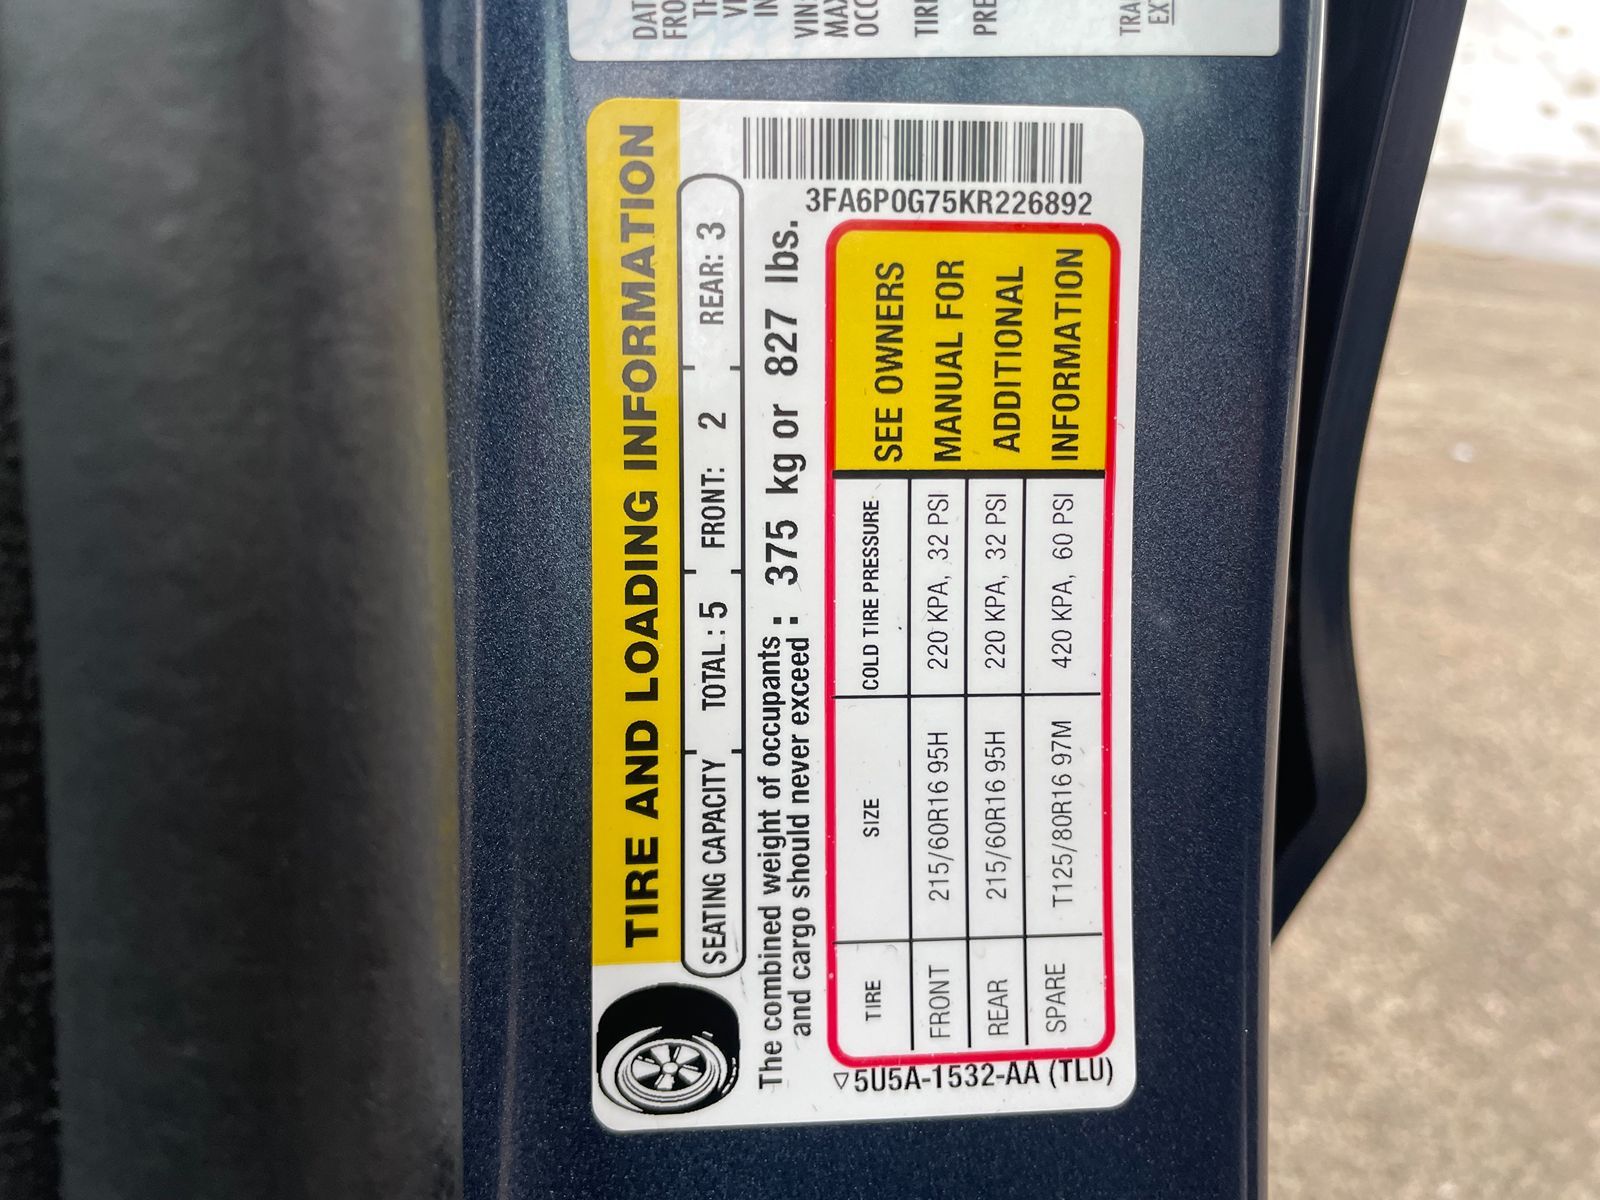 TIRE AND LOADING INFORMATION
SEATING CAPACITY TOTAL: 5 FRONT: 2 REAR: 3
The combined weight of occupants
and cargo should never exceed : 375 kg or 827 lbs.
3FA6P0G75KR226892
TIRE SIZE COLD TIRE PRESSURE
FRONT 215/60R16 95H 220 KPA, 32 PSI
REAR 215/60R16 95H 220 KPA, 32 PSI
SPARE T125/80R16 97M 420 KPA, 60 PSI
SEE OWNERS
MANUAL FOR
ADDITIONAL
INFORMATION
5U5A-1532-AA (TLU)